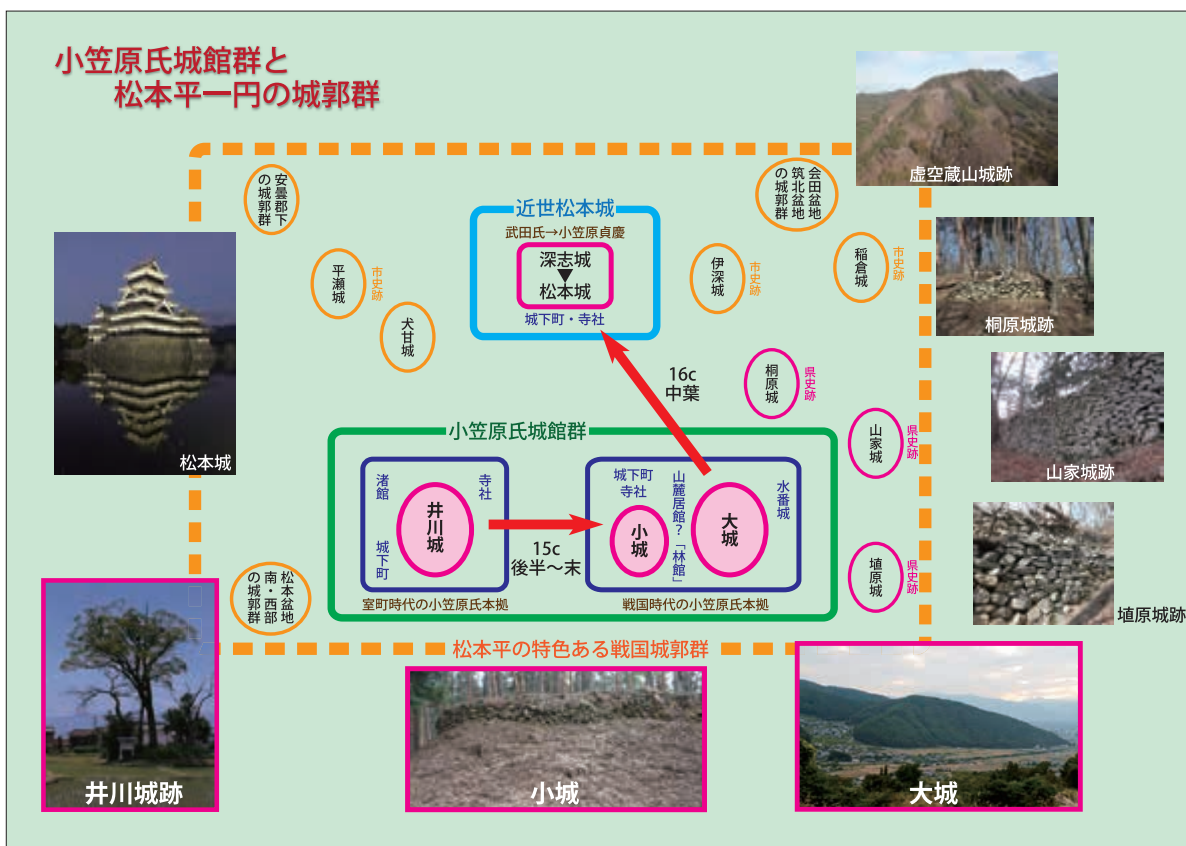 小笠原氏城館群と
松本平一円の城郭群
虚空蔵山城跡
安曇郡下
の城郭群
会田盆地
筑北盆地
の城郭群
近世松本城
武田氏→小笠原貞慶
深志城
▼
松本城
城下町・寺社
平瀬城
市史跡
犬甘城
伊深城
市史跡
稲倉城
市史跡
桐原城跡
松本城
16c
中葉
桐原城
県史跡
山家城
県史跡
山家城跡
小笠原氏城館群
渚館
寺社
井川城
城下町
室町時代の小笠原氏本拠
15c
後半〜末
城下町
寺社
小城
山麓居館?「林館」
大城
水番城
戦国時代の小笠原氏本拠
埴原城
県史跡
埴原城跡
松本盆地
南・西部
の城郭群
松本平の特色ある戦国城郭群
井川城跡
小城
大城